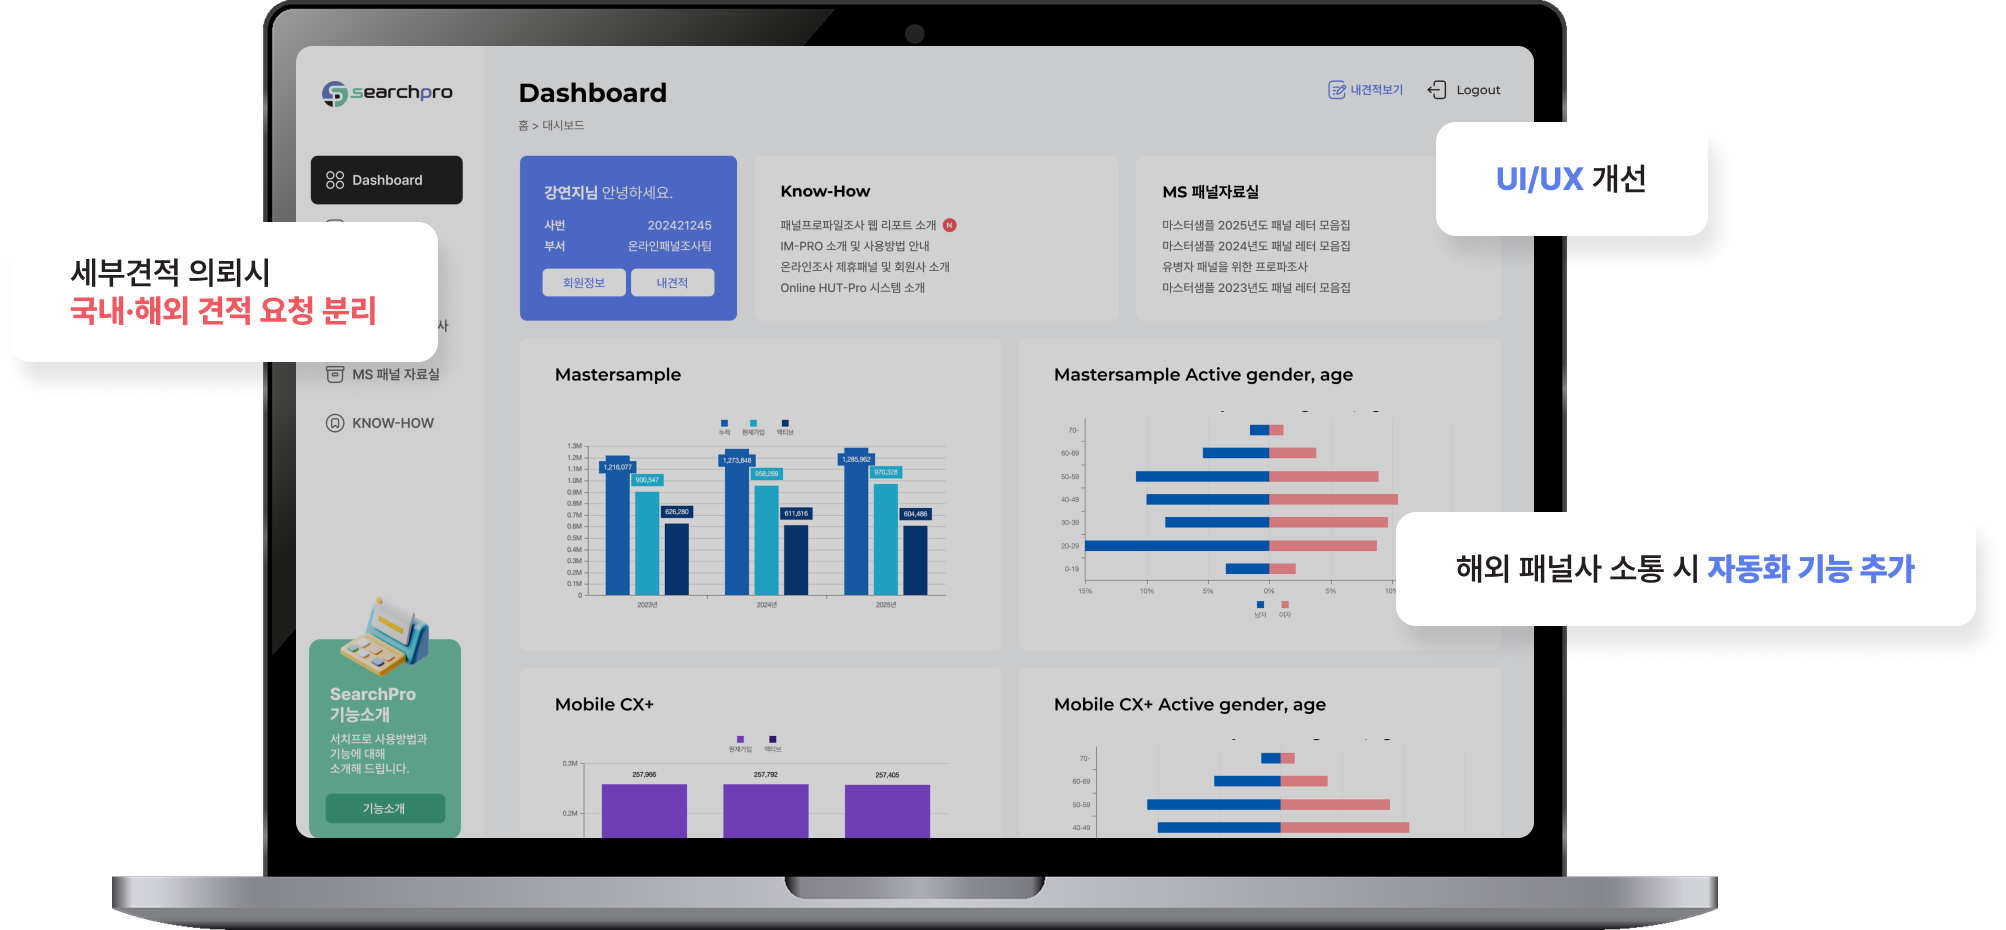 searchpro
Dashboard
홈 > 대시보드
내견적보기
Logout
Dashboard
사
MS 패널 자료실
KNOW-HOW
강연지님 안녕하세요.
사번 202421245
부서 온라인패널조사팀
회원정보 내견적
Know-How
패널프로파일조사 웹 리포트 소개 N
IM-PRO 소개 및 사용방법 안내
온라인조사 제휴패널 및 회원사 소개
Online HUT-Pro 시스템 소개
MS 패널자료실
마스터샘플 2025년도 패널 레터 모음집
마스터샘플 2024년도 패널 레터 모음집
유병자 패널을 위한 프로파조사
마스터샘플 2023년도 패널 레터 모음집
UI/UX 개선
세부견적 의뢰시
국내·해외 견적 요청 분리
해외 패널사 소통 시 자동화 기능 추가
Mastersample
누적 현재가입 액티브
1.3M
1.2M
1.1M
1.0M
0.9M
0.8M
0.7M
0.6M
0.5M
0.4M
0.3M
0.2M
0.1M
0
1,216,077
900,547
626,280
1,273,848
958,269
611,616
1,285,962
970,328
604,486
2023년 2024년 2025년
Mastersample Active gender, age
70-
60-69
50-59
40-49
30-39
20-29
0-19
15% 10% 5% 0% 5% 10%
남자 여자
SearchPro
기능소개
서치프로 사용방법과
기능에 대해
소개해 드립니다.
기능소개
Mobile CX+
현재가입 액티브
0.3M
0.2M
257,966 257,792 257,405
Mobile CX+ Active gender, age
70-
60-69
50-59
40-49